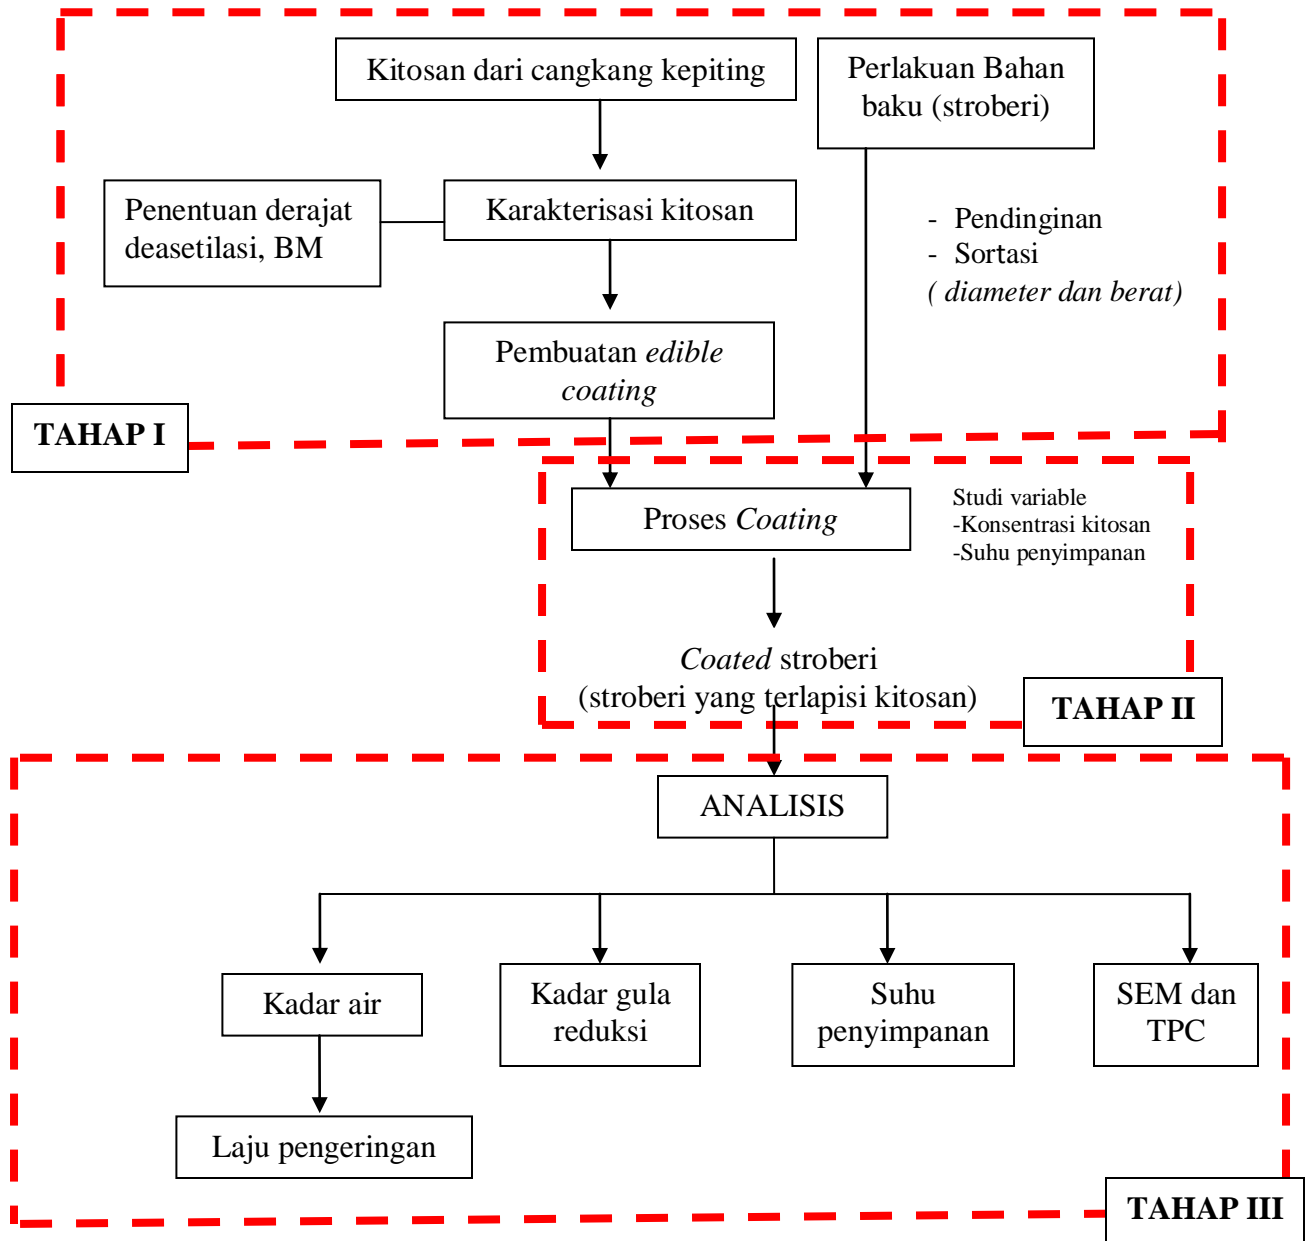 Kitosan dari cangkang kepiting
Perlakuan Bahan
baku (stroberi)
Penentuan derajat
deasetilasi, BM
Karakterisasi kitosan
- Pendinginan
- Sortasi
( diameter dan berat)
Pembuatan edible
coating
TAHAP I
Proses Coating
Studi variable
-Konsentrasi kitosan
-Suhu penyimpanan
Coated stroberi
(stroberi yang terlapisi kitosan)
TAHAP II
ANALISIS
Kadar air
Kadar gula
reduksi
Suhu
penyimpanan
SEM dan
TPC
Laju pengeringan
TAHAP III